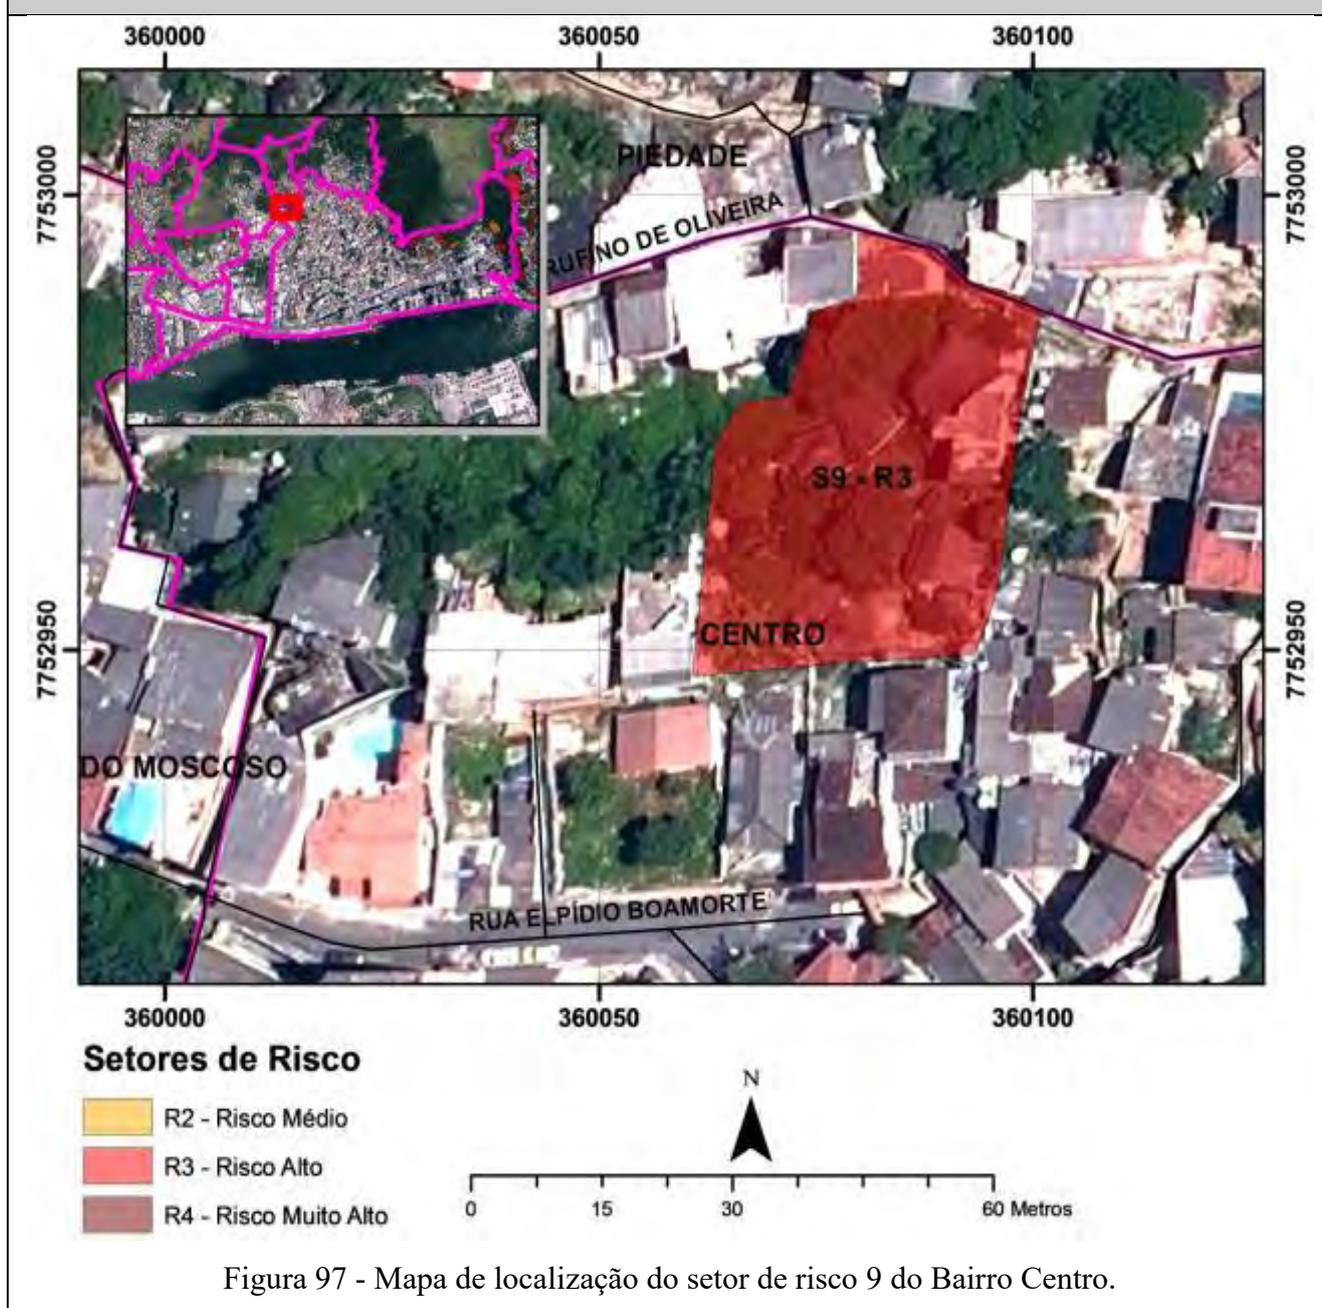 360000 360050 360100
7753000
7753000
PIEDADE
RUFINO DE OLIVEIRA
S9 - R3
7752950
7752950
CENTRO
DO MOSCOSO
RUA ELPÍDIO BOAMORTE
360000 360050 360100
Setores de Risco
R2 - Risco Médio
R3 - Risco Alto
R4 - Risco Muito Alto
N
0 15 30 60 Metros
Figura 97 - Mapa de localização do setor de risco 9 do Bairro Centro.